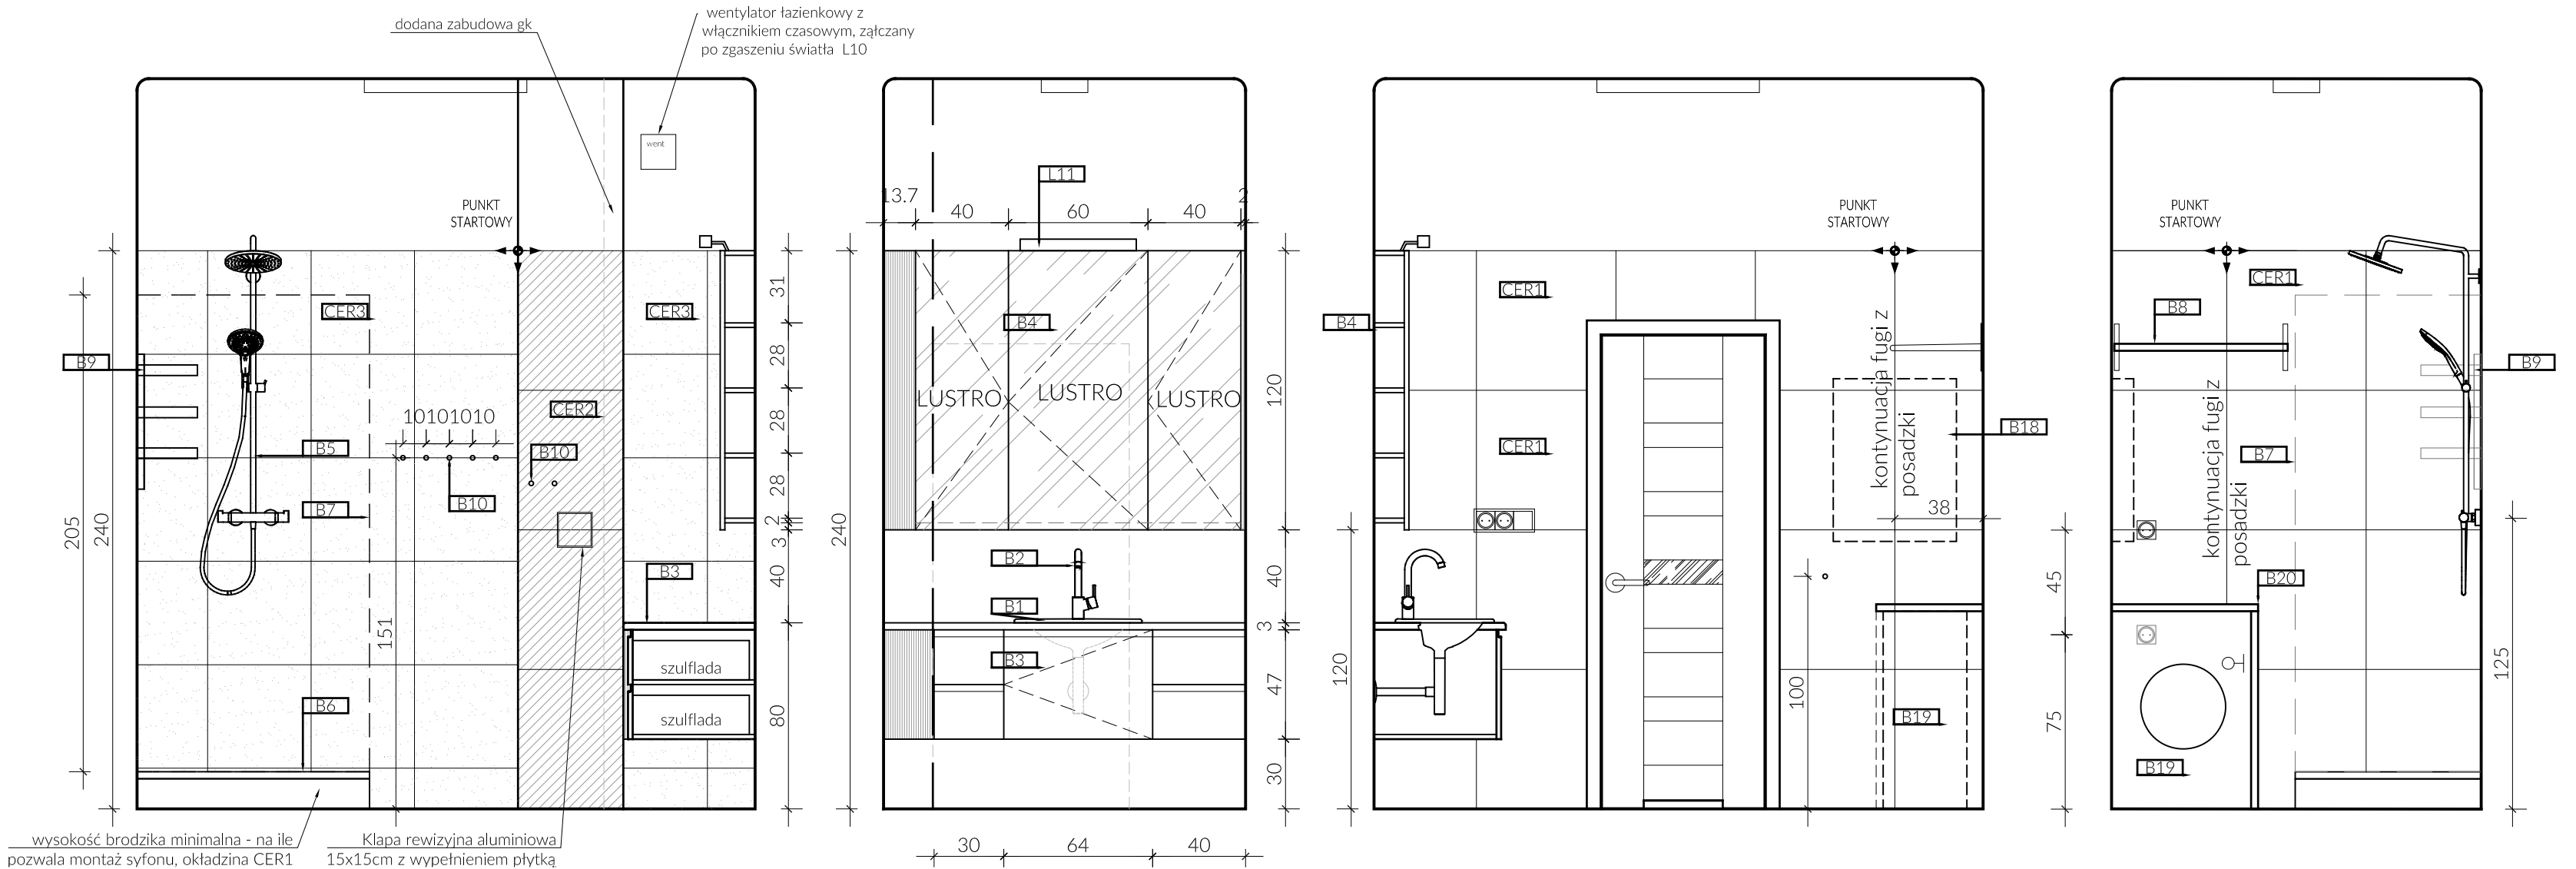 dodana zabudowa gk
wentylator łazienkowy z
włącznikiem czasowym, ząłczany
po zgaszeniu światła L10
went
PUNKT
STARTOWY
CER3
CER3
B9
CER2
10101010
B5
B10
B10
B7
B3
151
205
240
szulflada
szulflada
B6
31
28
28
28
2
3
40
80
wysokość brodzika minimalna - na ile
pozwala montaż syfonu, okładzina CER1
Klapa rewizyjna aluminiowa
15x15cm z wypełnieniem płytką
L11
13.7
40
60
40
2
B4
LUSTRO
LUSTRO
LUSTRO
240
B2
B1
B3
120
40
3
47
30
30
64
40
PUNKT
STARTOWY
CER1
B4
CER1
kontynuacja fugi z
posadzki
B18
38
120
100
B19
45
75
PUNKT
STARTOWY
CER1
B8
B9
kontynuacja fugi z
posadzki
B7
B20
B19
125